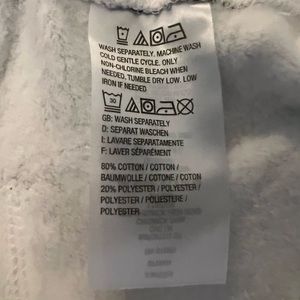 WASH SEPARATELY. MACHINE WASH
COLD GENTLE CYCLE. ONLY
NON-CHLORINE BLEACH WHEN
NEEDED, TUMBLE DRY LOW. LOW
IRON IF NEEDED
30
GB: WASH SEPARATELY
D: SEPARAT WASCHEN
I: LAVARE SEPARATAMENTE
F: LAVER SÉPARÉMENT
80% COTTON / COTTON /
BAUMWOLLE / COTONE / COTON
20% POLYESTER / POLYESTER /
POLYESTER / POLIESTERE /
POLYESTER